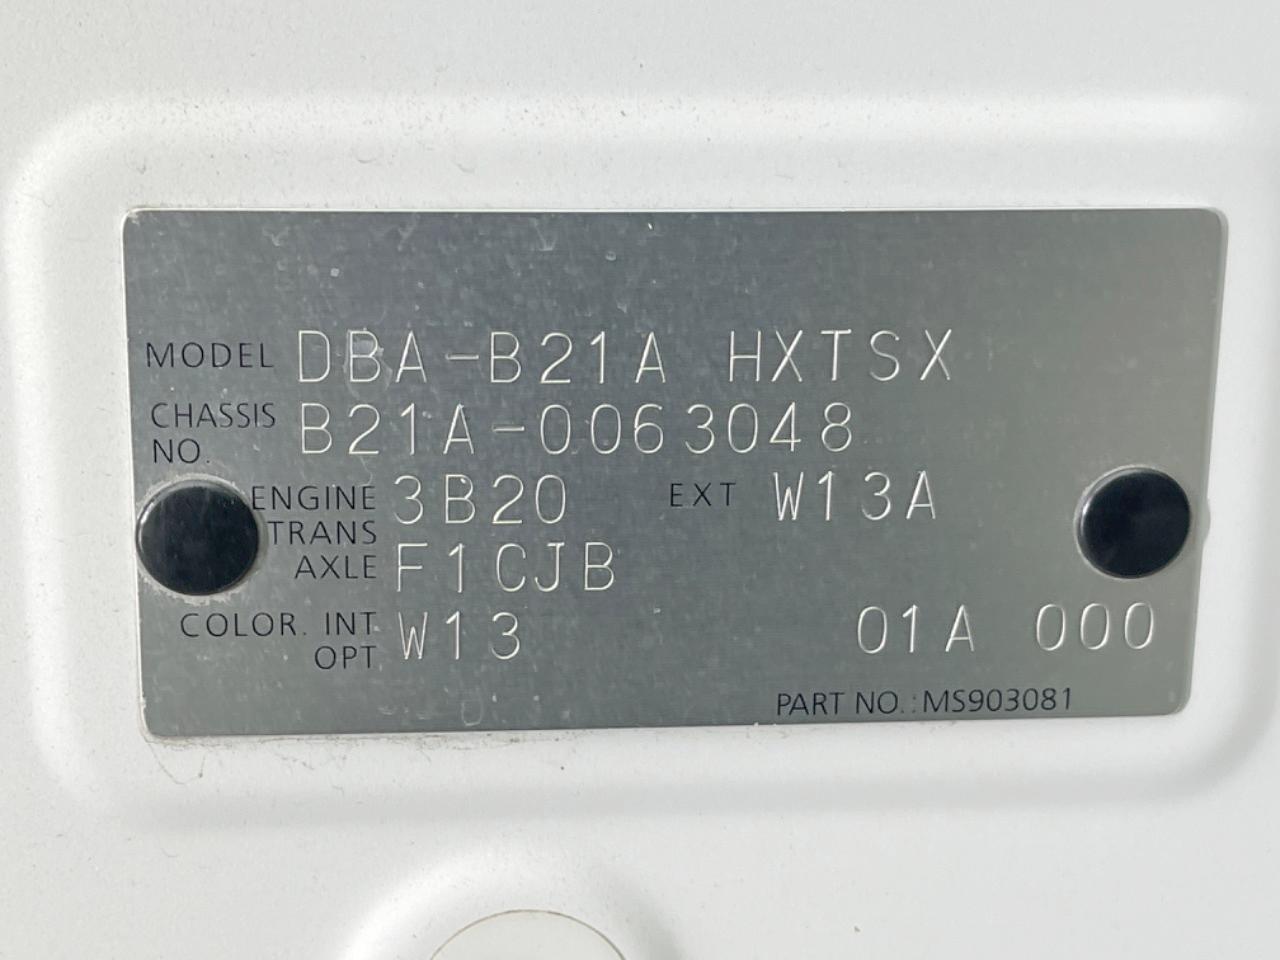 MODEL DBA-B21A HXTSX
CHASSIS NO. B21A-0063048
ENGINE 3B20 EXT W13A
TRANS AXLE F1CJB
COLOR. INT OPT W13 01A 000
PART NO.:MS903081